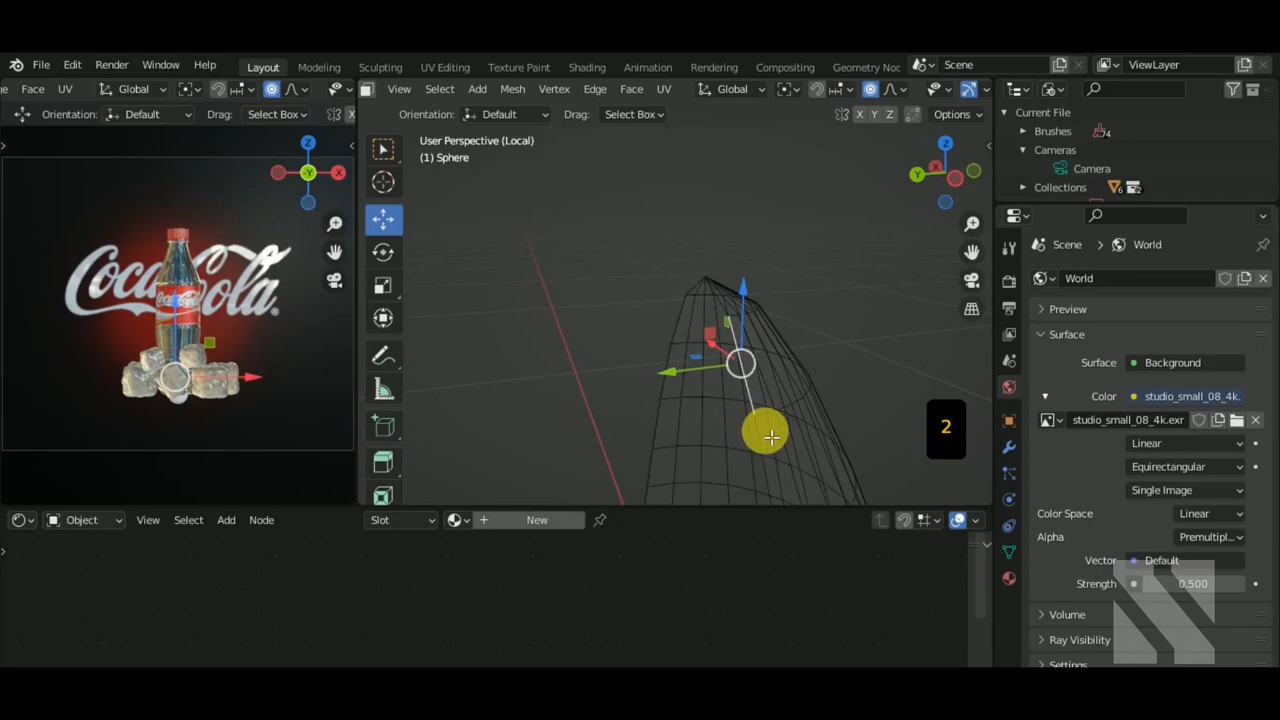 File Edit Render Window Help Layout Modeling Sculpting UV Editing Texture Paint Shading Animation Rendering Compositing Geometry Noc Scene ViewLayer
e Face UV Global View Select Add Mesh Vertex Edge Face UV Global
Orientation: Default Drag: Select Box X Orientation: Default Drag: Select Box X Y Z Options
Current File
Brushes 74
Cameras
Camera
Collections 6 2
User Perspective (Local)
(1) Sphere
Z
-Y X
Z
Y X
Coca-Cola
Scene World
World
Preview
Surface
Surface Background
Color studio_small_08_4k.
studio_small_08_4k.exr
Linear
Equirectangular
Single Image
Color Space Linear
Alpha Premultipl...
Vector Default
Strength 0.500
Volume
Ray Visibility
Settings
2
Object View Select Add Node Slot New